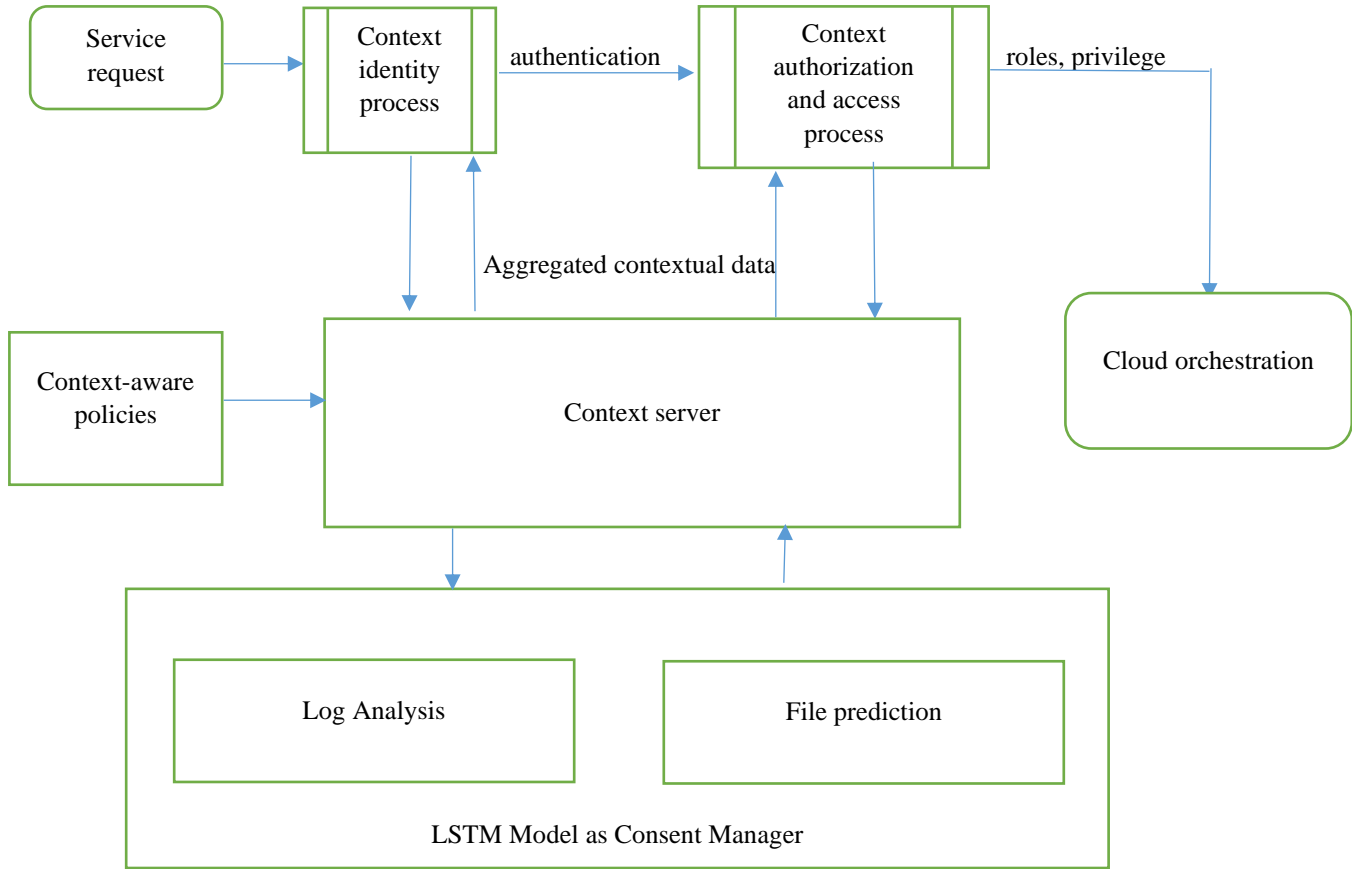 Service
request
Context
identity
process
authentication
Context
authorization
and access
process
roles, privilege
Aggregated contextual data
Context-aware
policies
Context server
Cloud orchestration
Log Analysis
File prediction
LSTM Model as Consent Manager